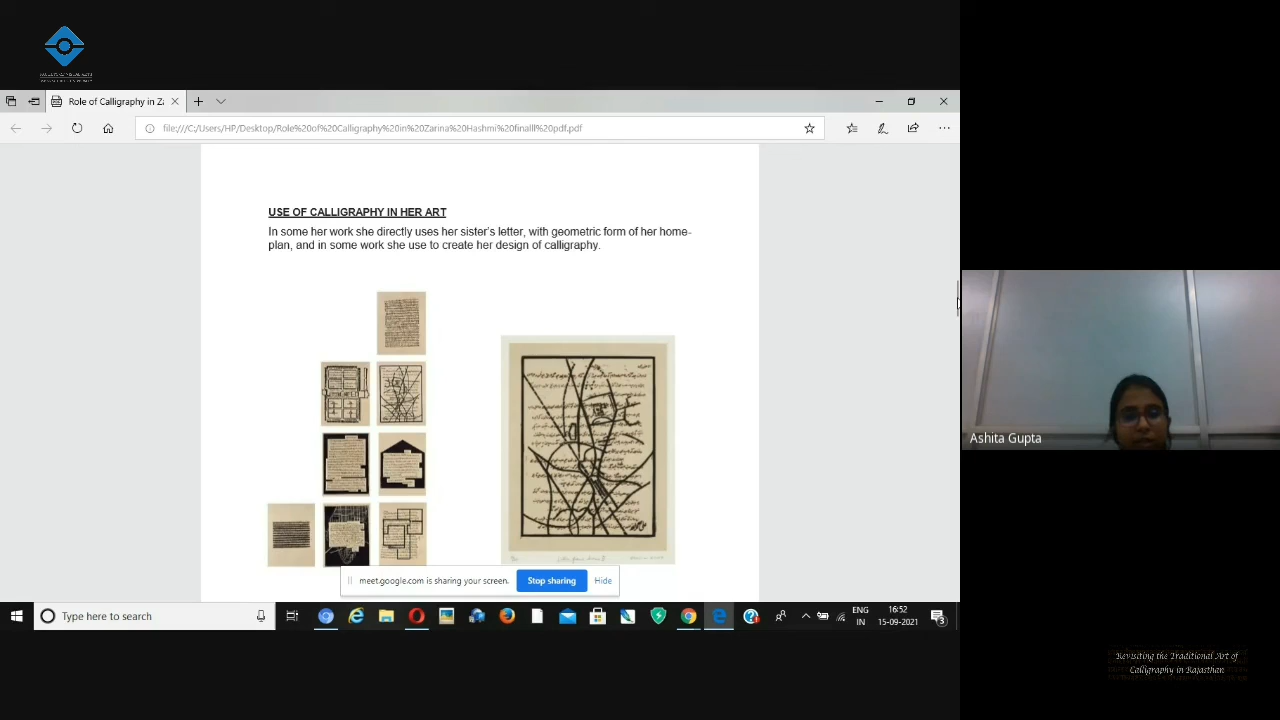 Role of Calligraphy in Za
file:///C:/Users/HP/Desktop/Role%20of%20Calligraphy%20in%20Zarina%20Hashmi%20finalll%20pdf.pdf
USE OF CALLIGRAPHY IN HER ART
In some her work she directly uses her sister's letter, with geometric form of her home-
plan, and in some work she use to create her design of calligraphy.
Ashita Gupta
meet.google.com is sharing your screen.
Stop sharing
Hide
Type here to search
ENG
IN
16:52
15-09-2021
3
Revisiting the Traditional Art of
Calligraphy in Rajasthan